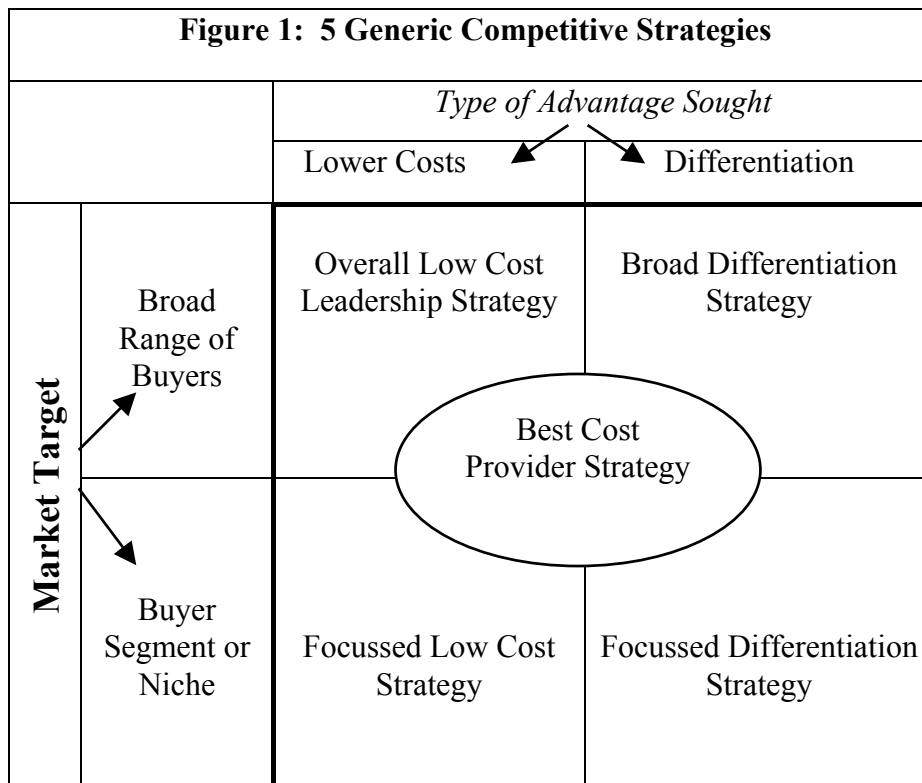 Figure 1:  5 Generic Competitive Strategies
Type of Advantage Sought
Lower Costs
Differentiation
Market Target
Broad
Range of
Buyers
Overall Low Cost
Leadership Strategy
Broad Differentiation
Strategy
Best Cost
Provider Strategy
Buyer
Segment or
Niche
Focussed Low Cost
Strategy
Focussed Differentiation
Strategy